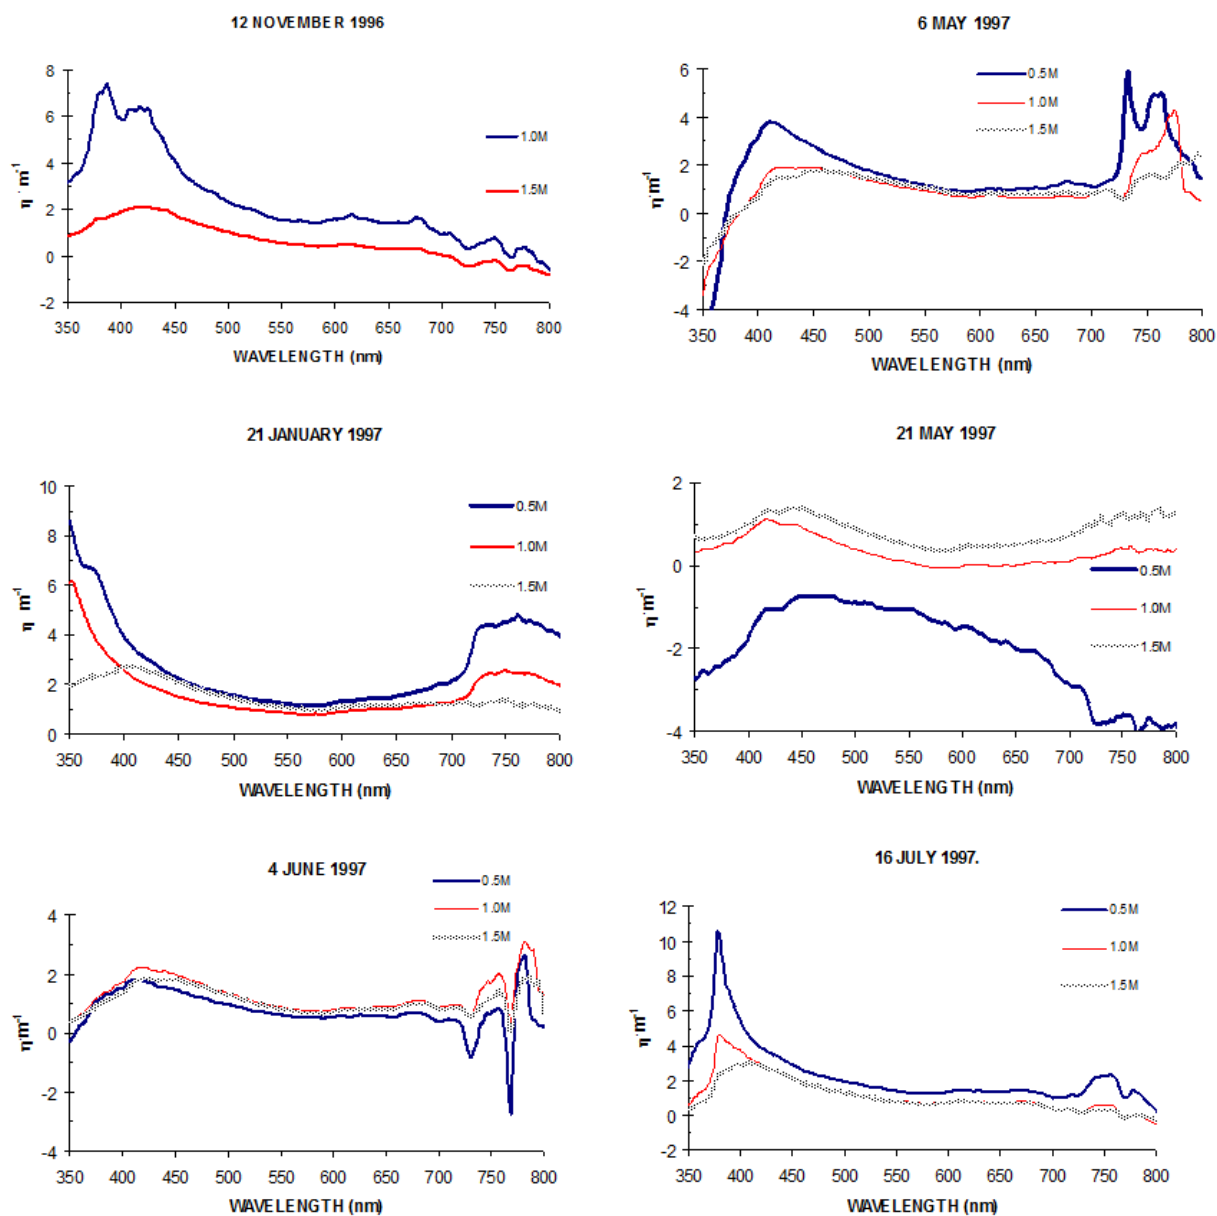 12 NOVEMBER 1996
η m⁻¹
8
6
4
2
0
-2
1.0M
1.5M
350 400 450 500 550 600 650 700 750 800
WAVELENGTH (nm)
6 MAY 1997
η m⁻¹
6
4
2
0
-2
-4
0.5M
1.0M
1.5M
350 400 450 500 550 600 650 700 750 800
WAVELENGTH (nm)
21 JANUARY 1997
η m⁻¹
10
8
6
4
2
0
0.5M
1.0M
1.5M
350 400 450 500 550 600 650 700 750 800
WAVELENGTH (nm)
21 MAY 1997
η m⁻¹
2
0
-2
-4
0.5M
1.0M
1.5M
350 400 450 500 550 600 650 700 750 800
WAVELENGTH (nm)
4 JUNE 1997
η m⁻¹
4
2
0
-2
-4
0.5M
1.0M
1.5M
350 400 450 500 550 600 650 700 750 800
WAVELENGTH (nm)
16 JULY 1997.
η m⁻¹
12
10
8
6
4
2
0
-2
0.5M
1.0M
1.5M
350 400 450 500 550 600 650 700 750 800
WAVELENGTH (nm)